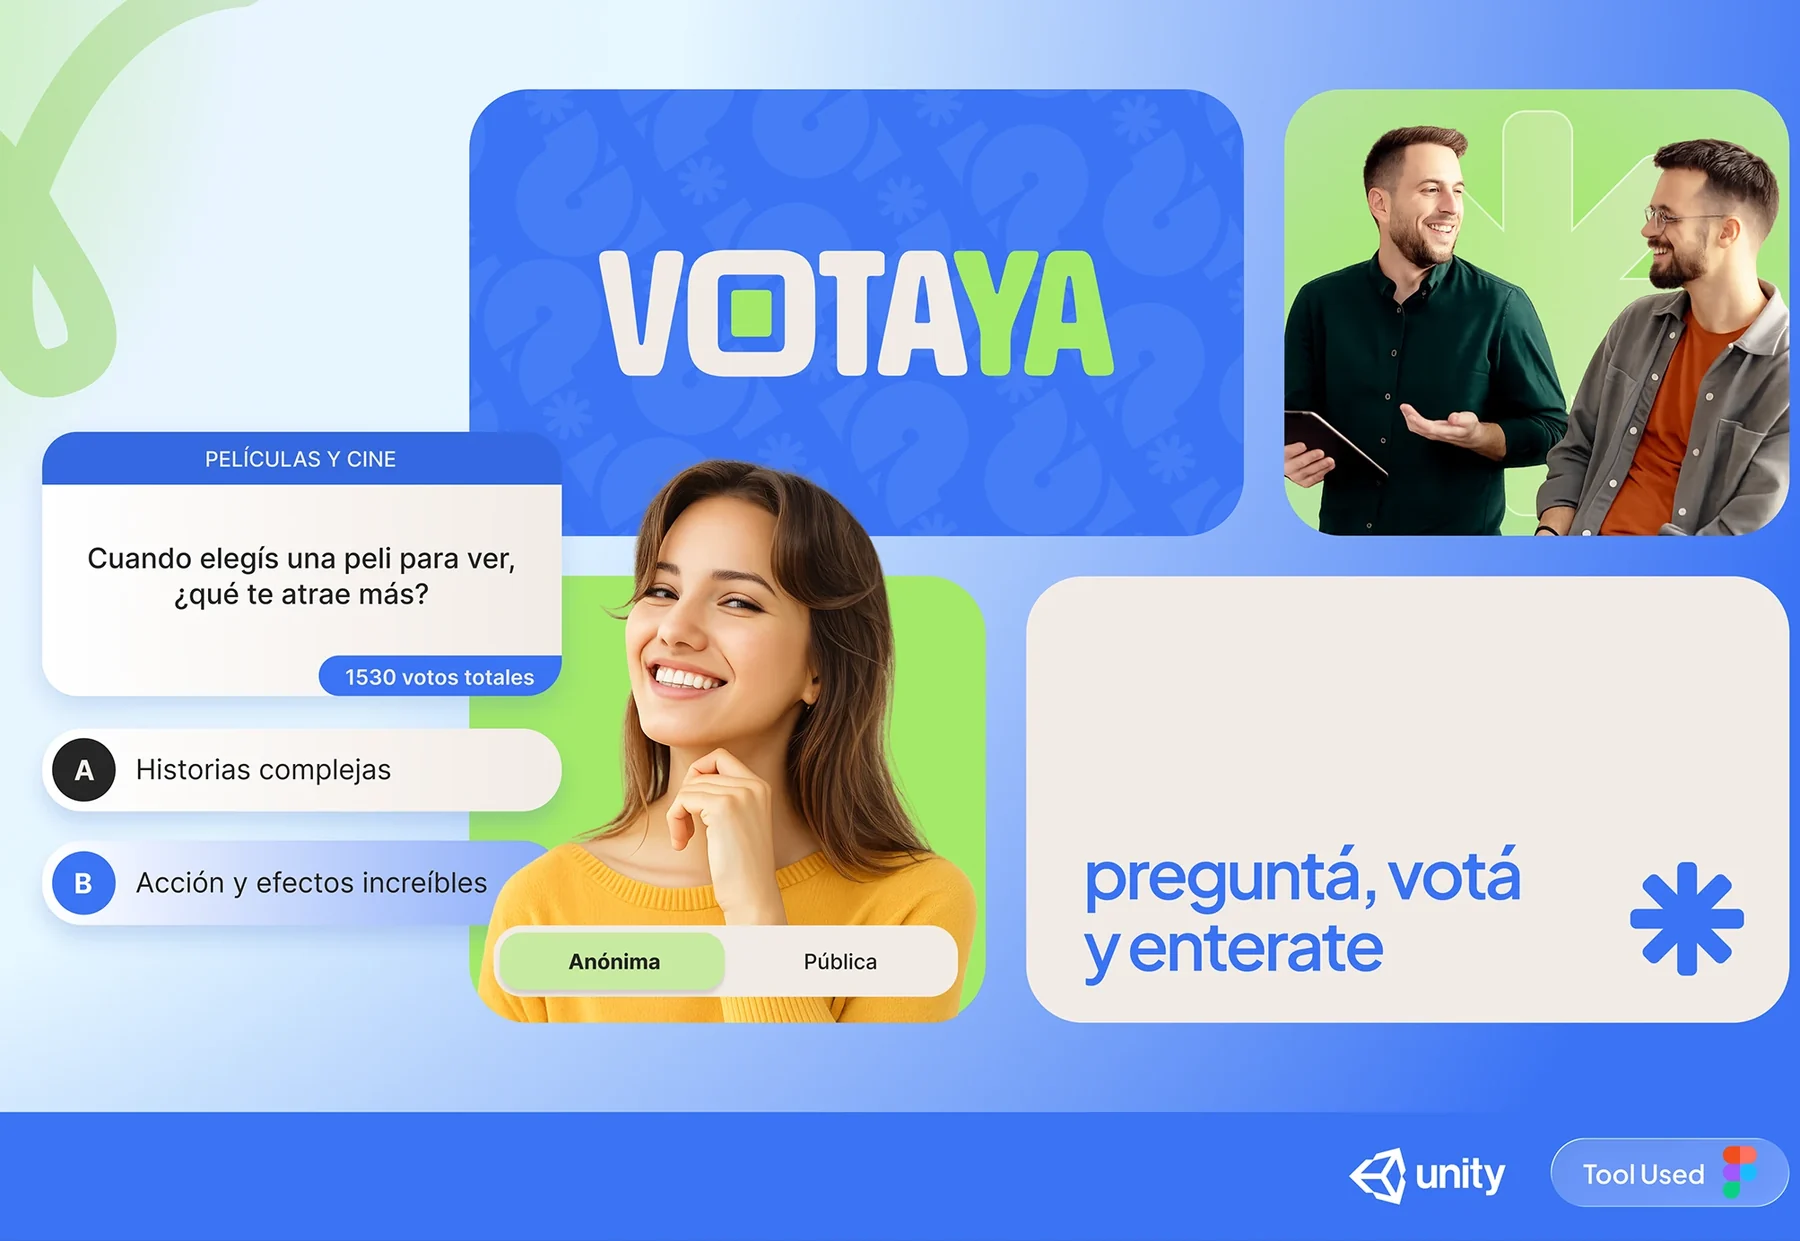 VOTAYA
PELÍCULAS Y CINE
Cuando elegís una peli para ver,
¿qué te atrae más?
1530 votos totales
A Historias complejas
B Acción y efectos increíbles
Anónima Pública
preguntá, votá
y enterate
unity
Tool Used